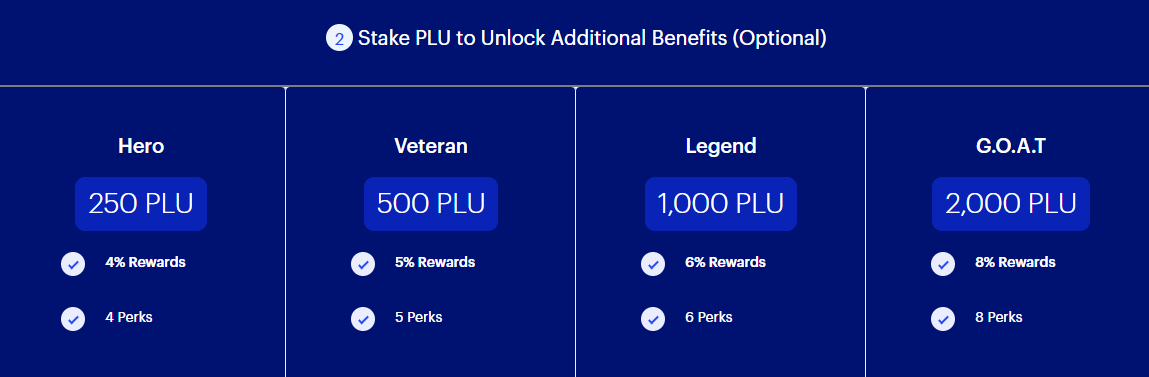 2 Stake PLU to Unlock Additional Benefits (Optional)
Hero
250 PLU
4% Rewards
4 Perks
Veteran
500 PLU
5% Rewards
5 Perks
Legend
1,000 PLU
6% Rewards
6 Perks
G.O.A.T
2,000 PLU
8% Rewards
8 Perks